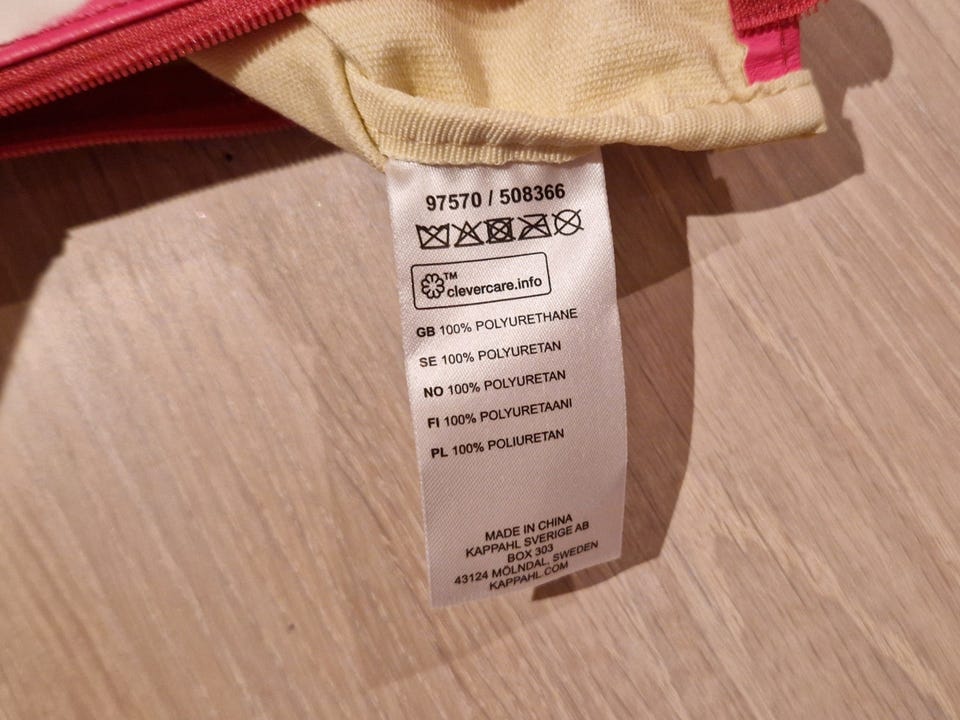 97570 / 508366
TM
clevercare.info
GB 100% POLYURETHANE
SE 100% POLYURETAN
NO 100% POLYURETAN
FI 100% POLYURETAANI
PL 100% POLIURETAN
MADE IN CHINA
KAPPAHL SVERIGE AB
BOX 303
43124 MÖLNDAL, SWEDEN
KAPPAHL.COM